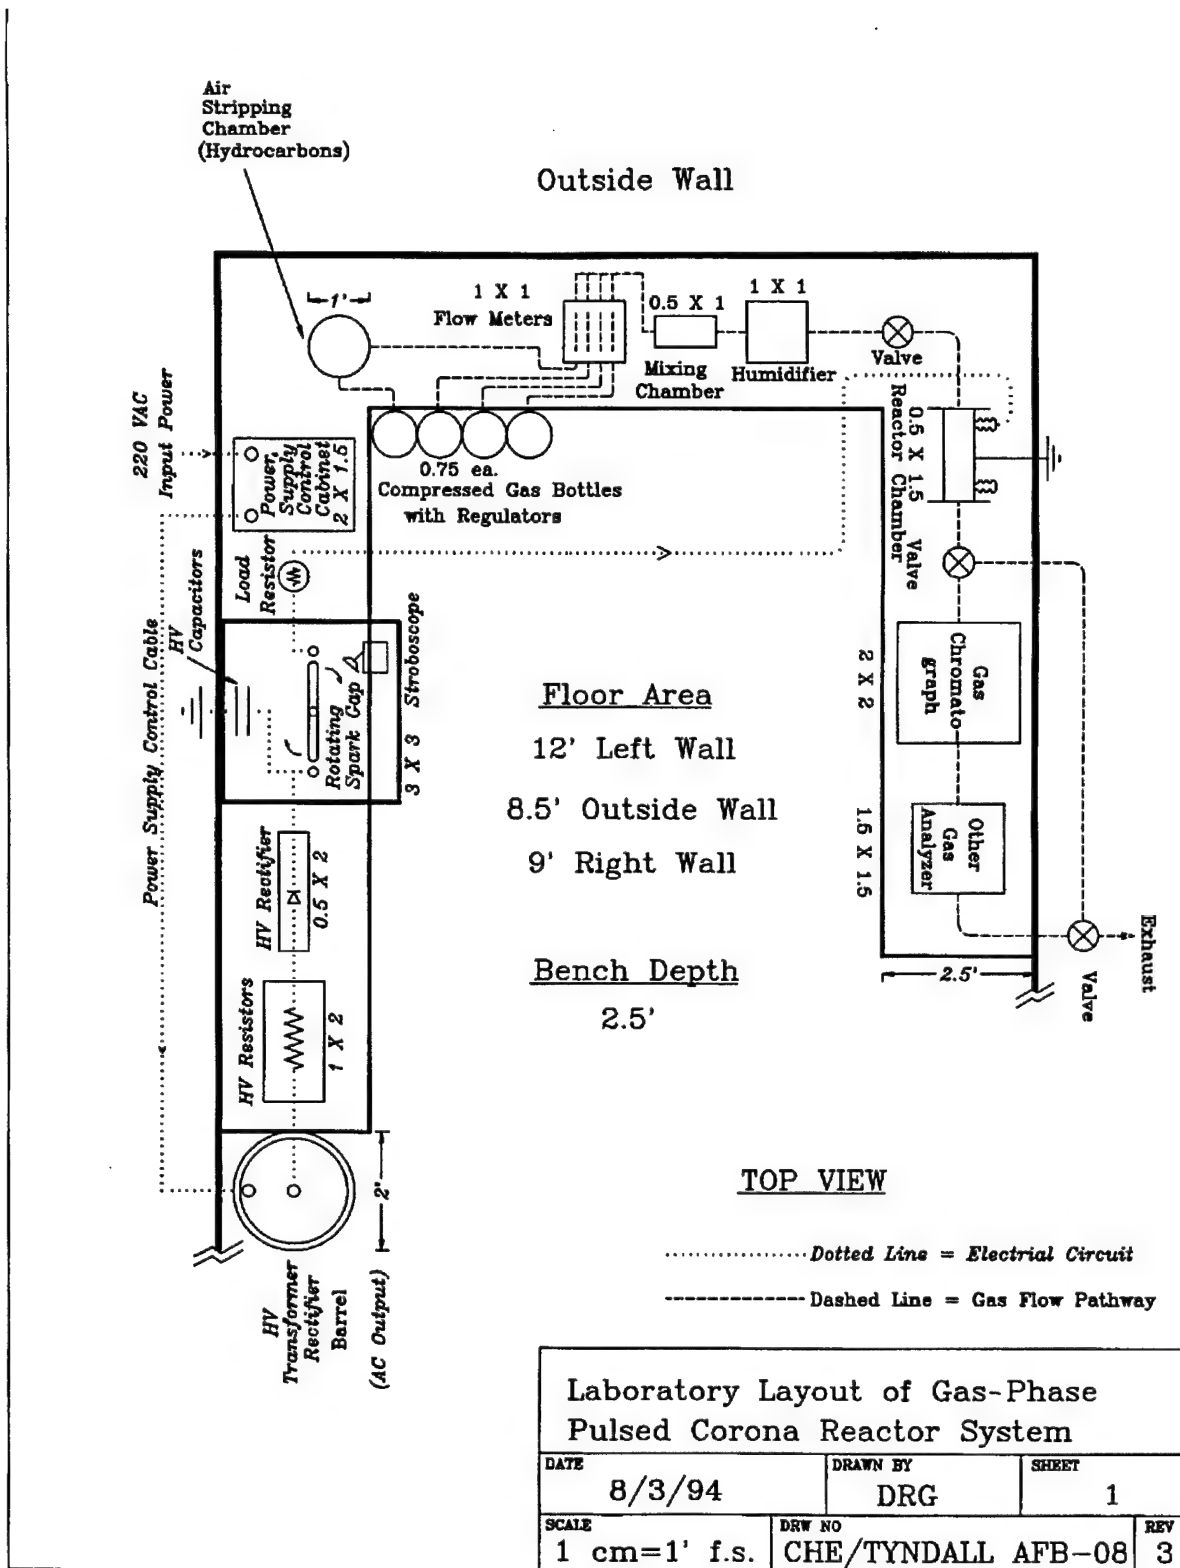 Air
Stripping
Chamber
(Hydrocarbons)
Outside Wall
1'
1 X 1
Flow Meters
0.5 X 1
Mixing
Chamber
1 X 1
Humidifier
Valve
Reactor Chamber
0.5 X 1.5
220 VAC
Input Power
Power,
Supply
Control
Cabinet
2 X 1.5
0.75 ea.
Compressed Gas Bottles
with Regulators
Load
Resistor
Valve
HV
Capacitors
Stroboscope
Rotating
Spark Gap
3 X 3
Power Supply Control Cable
Gas
Chromato
graph
2 X 2
Floor Area
12' Left Wall
8.5' Outside Wall
9' Right Wall
Other
Gas
Analyzer
1.5 X 1.5
HV Rectifier
0.5 X 2
Exhaust
Valve
2.5'
Bench Depth
2.5'
HV Resistors
1 X 2
2'
HV
Transformer
Rectifier
Barrel
(AC Output)
TOP VIEW
Dotted Line = Electrial Circuit
Dashed Line = Gas Flow Pathway
Laboratory Layout of Gas-Phase
Pulsed Corona Reactor System
DATE
8/3/94
DRAWN BY
DRG
SHEET
1
SCALE
1 cm=1' f.s.
DRW NO
CHE/TYNDALL AFB-08
REV
3